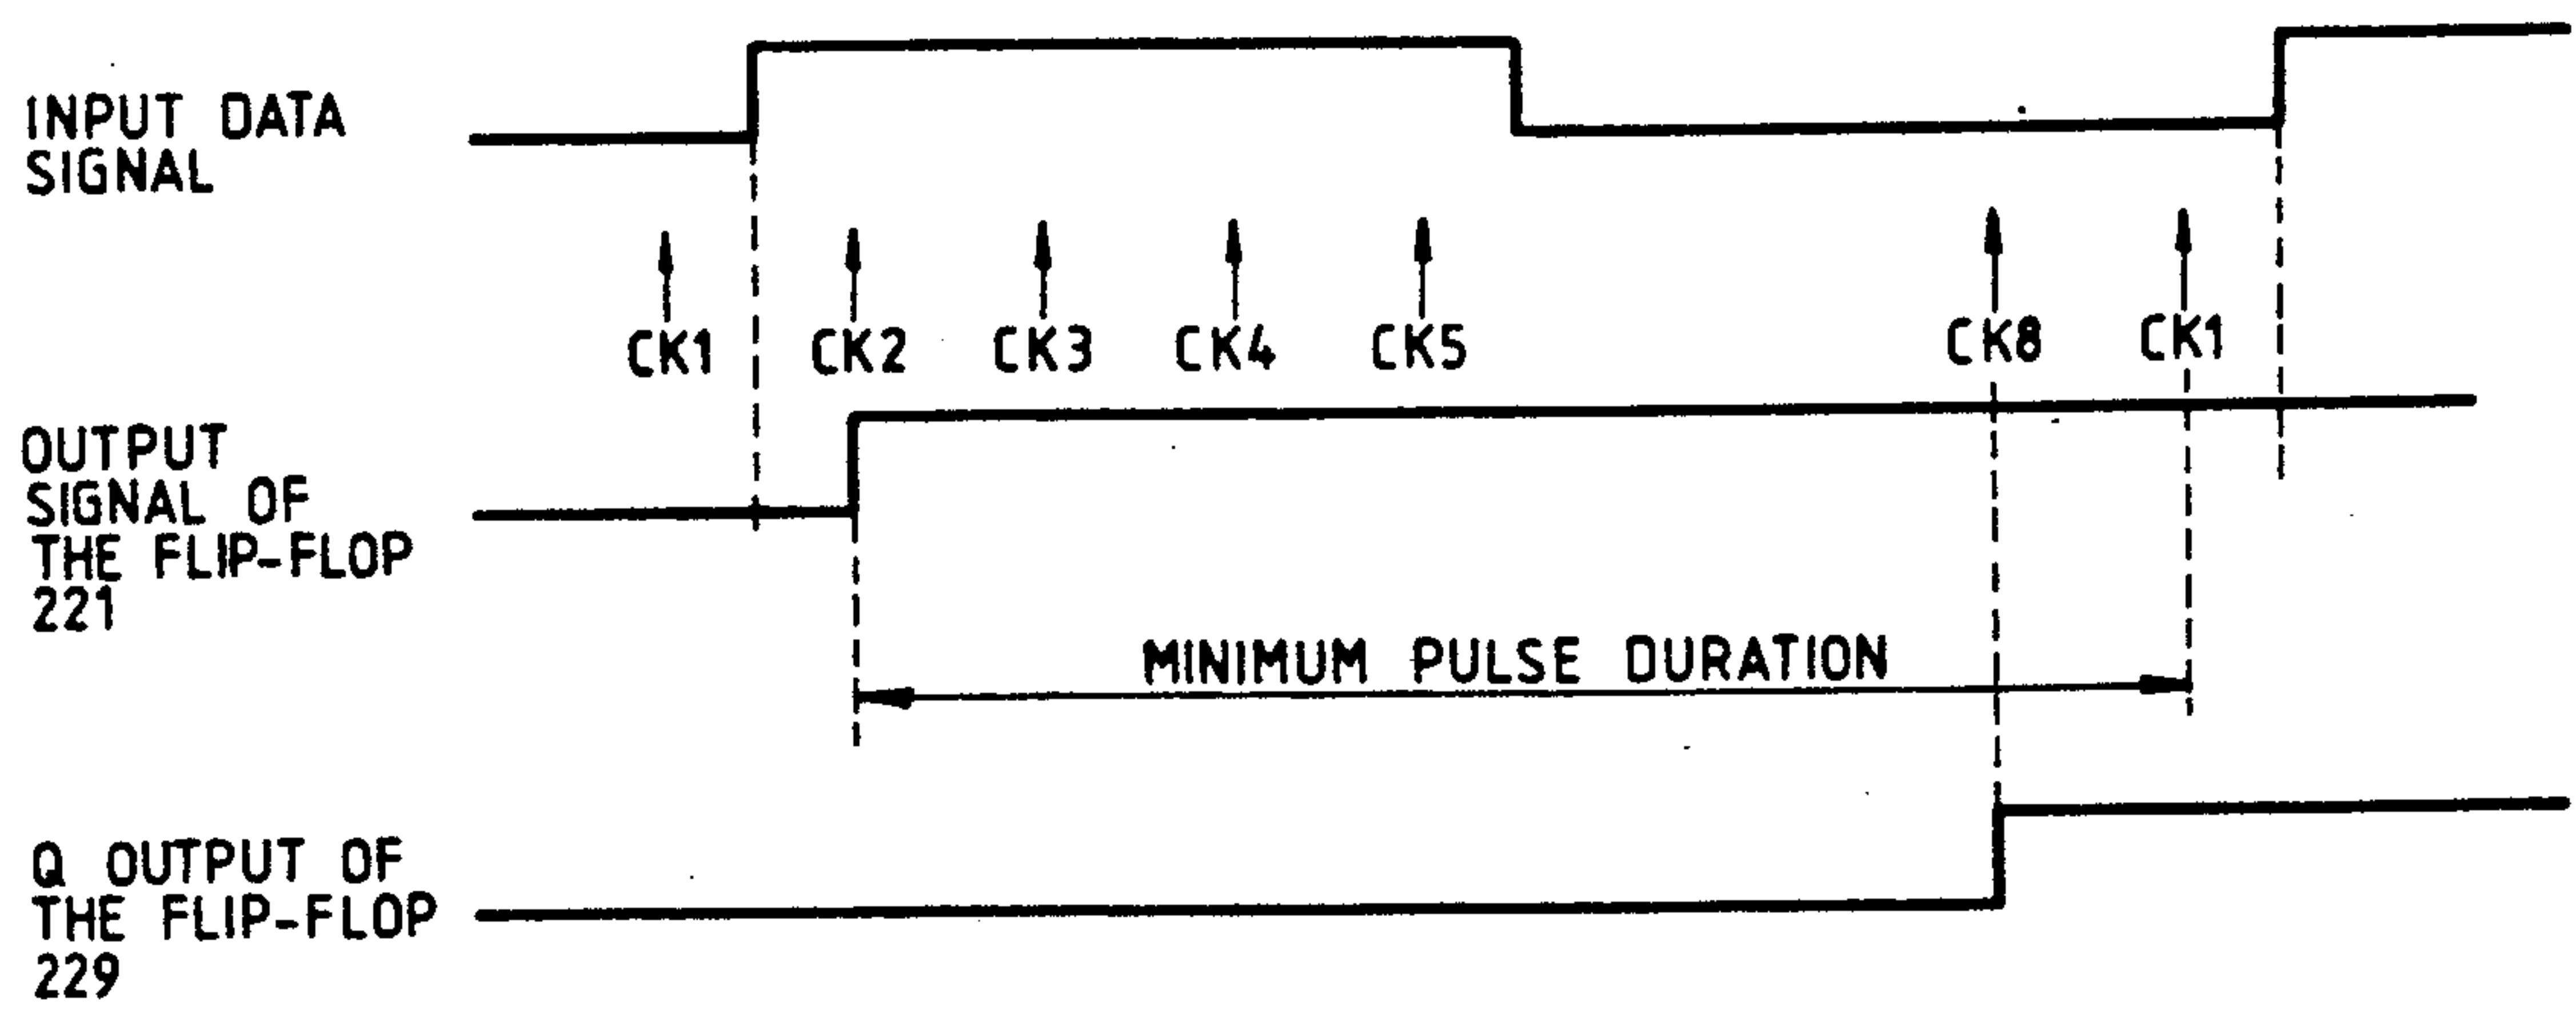 INPUT DATA
SIGNAL
CK1 CK2 CK3 CK4 CK5 CK8 CK1
OUTPUT
SIGNAL OF
THE FLIP-FLOP
221
MINIMUM PULSE DURATION
Q OUTPUT OF
THE FLIP-FLOP
229